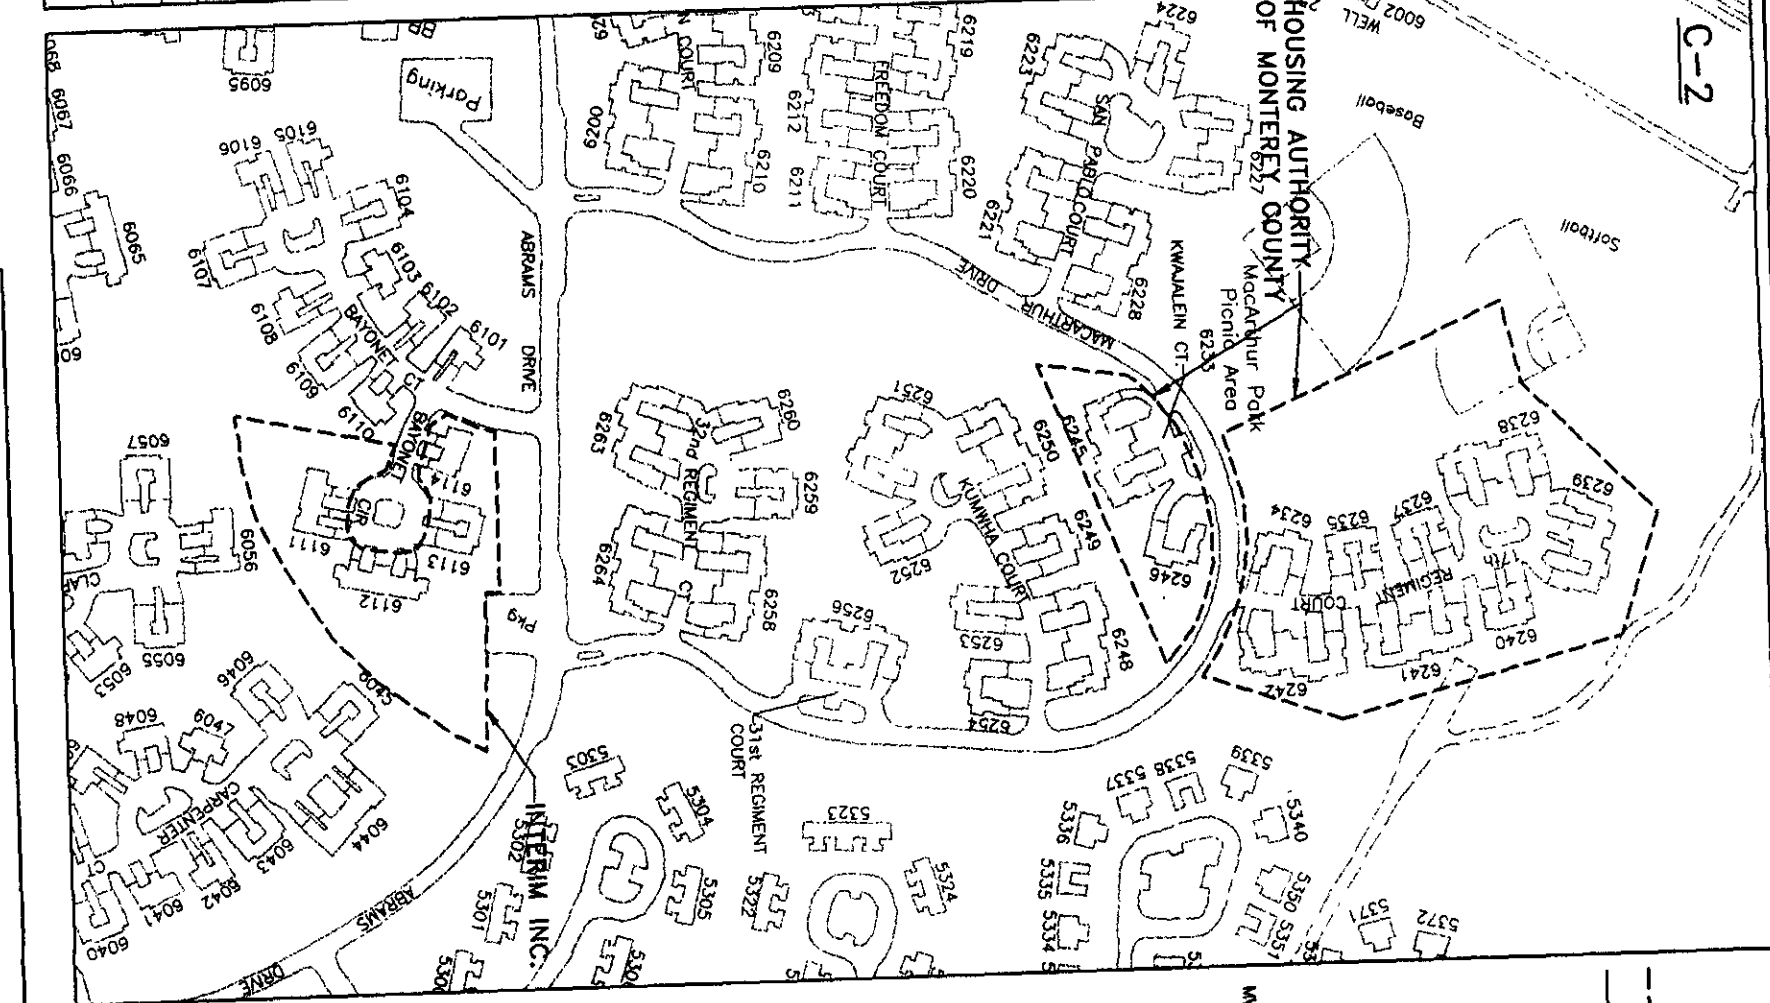 C-2
HOUSING AUTHORITY
OF MONTEREY COUNTY
6002
WELL
Baseball
Softball
MacArthur Park
Picnic Area
6233
KWAJALEIN CT.
MACARTHUR
DRIVE
6224
6223
SAN
PABLO COURT
6227
6221
6228
6219
FREEDOM COURT
6212
6211
6220
6209
COURT
6200
6210
Parking
BB
6095
6067
6066
6065
6106
6105
6104
6103
6102
6101
6107
6108
6109
6110
BAYONET
CT
ABRAMS
DRIVE
BAYONET
CIR
6114
6113
6112
6111
6057
6056
6055
6053
6045
6046
6047
6048
6044
6043
6042
6041
6040
CARPENTER
Pkg
INTERIM INC.
ABRAMS
DRIVE
6263
6260
32nd REGIMENT
CT
6259
6264
6258
6256
31st REGIMENT
COURT
6251
6250
6252
KUMWHA COURT
6249
6253
6248
6254
6245
6246
6234
6235
6237
6238
6239
17th
REGIMENT
COURT
6240
6241
6242
5303
5304
5302
5301
5305
5323
5322
5324
5339
5338
5337
5336
5335
5334
5340
5350
5351
5371
5372